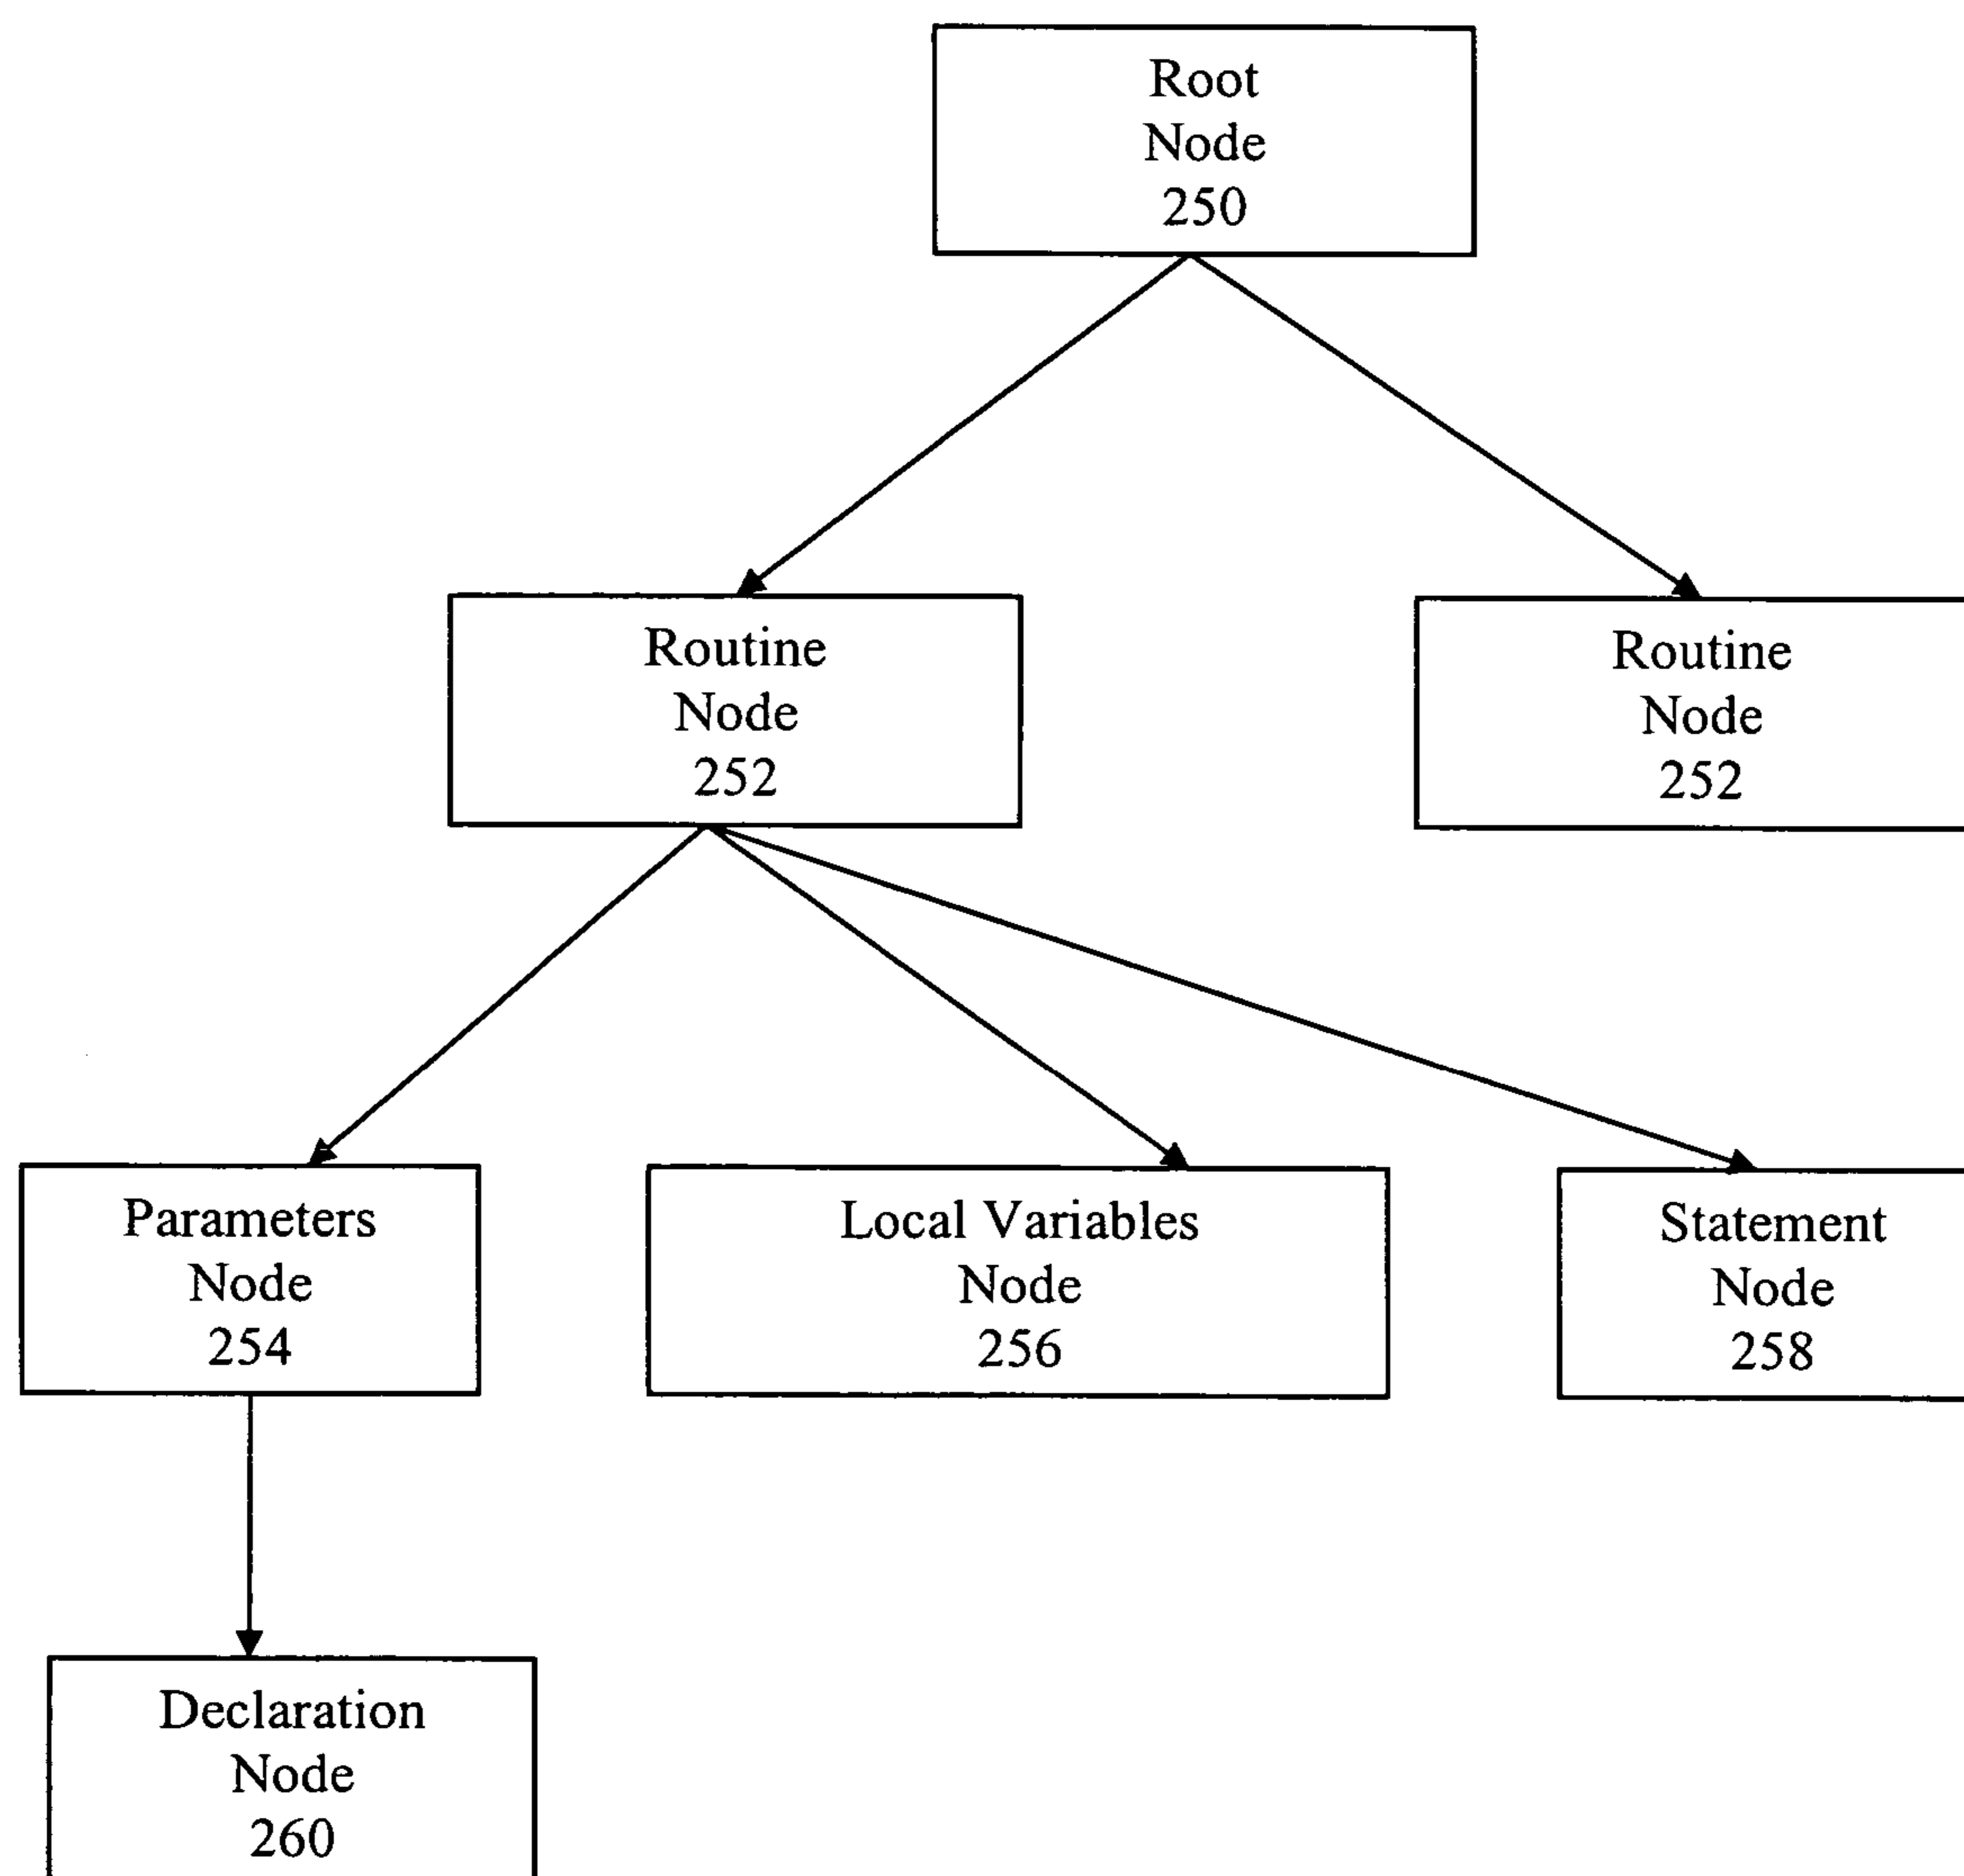 Root
Node
250
Routine
Node
252
Routine
Node
252
Parameters
Node
254
Local Variables
Node
256
Statement
Node
258
Declaration
Node
260